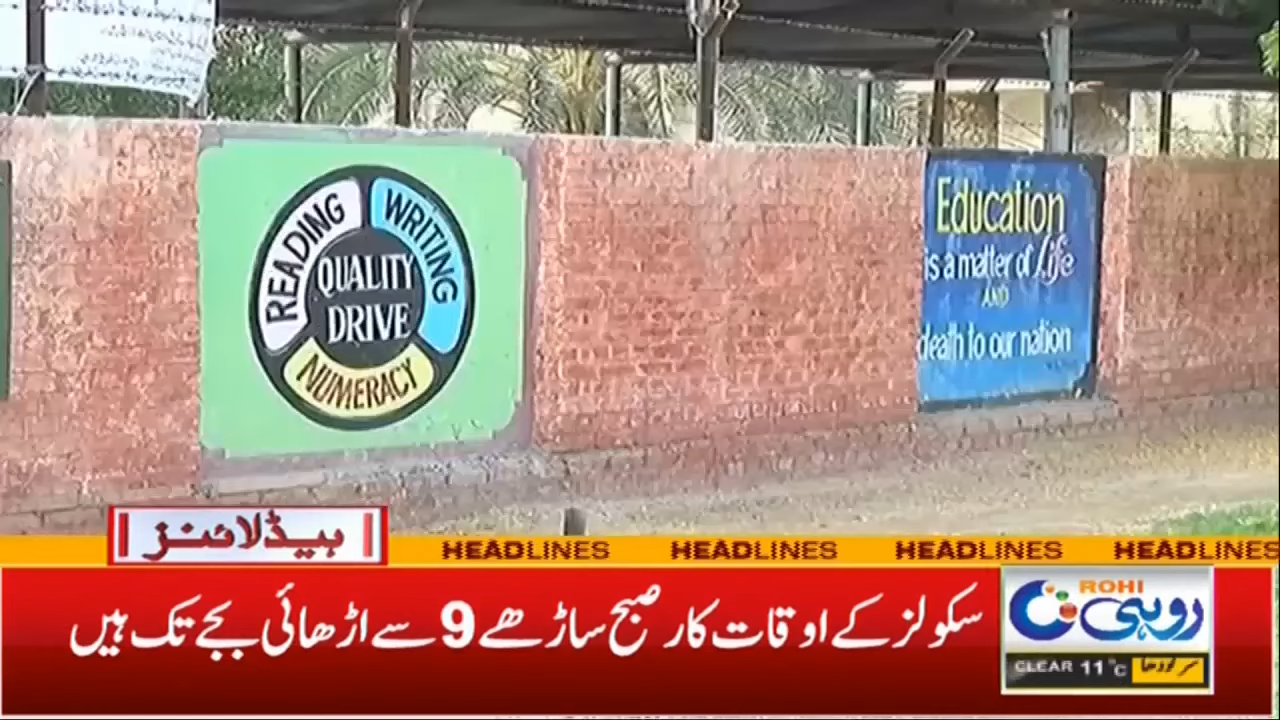 READING
WRITING
QUALITY
DRIVE
NUMERACY
Education
is a matter of life
AND
death to our nation
ہیڈلائنز
HEADLINES HEADLINES HEADLINES HEADLINES
سکولز کے اوقات کار صبح ساڑھے 9 سے اڑھائی بجے تک ہیں
ROHI
روہی
CLEAR 11°C سرگودھا